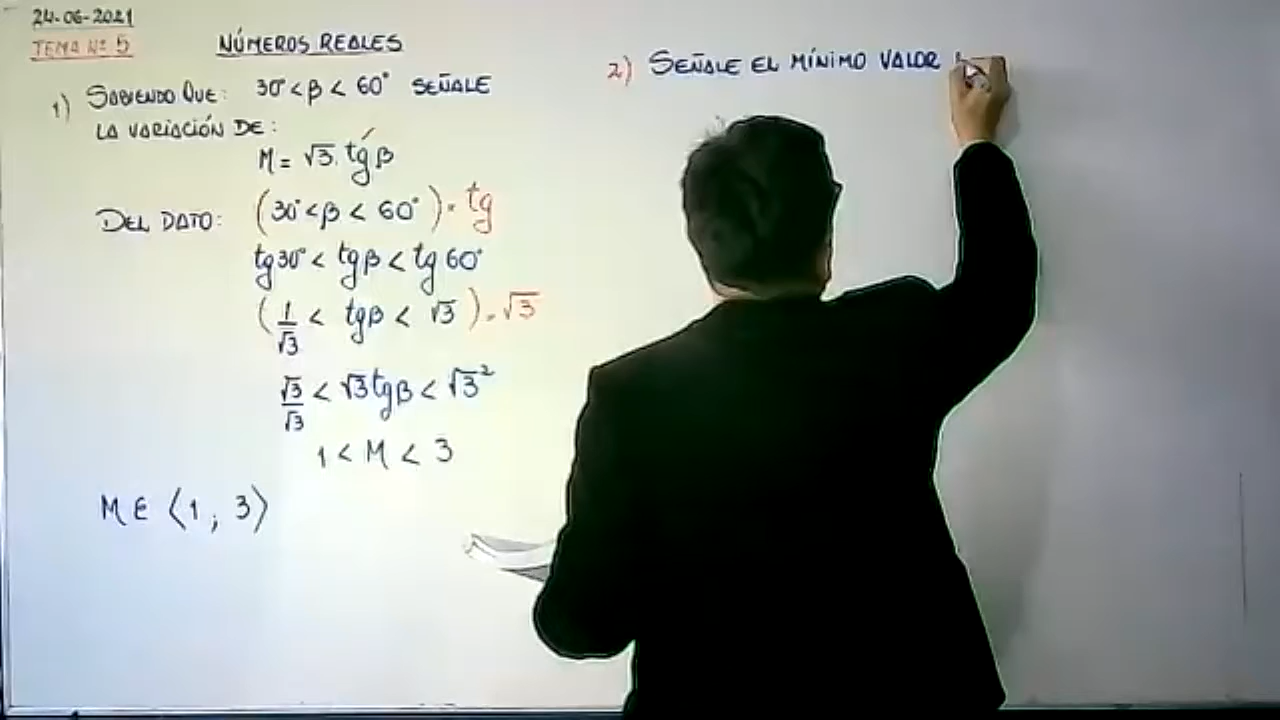 24-06-2021
TEMA Nº 5
NÚMEROS REALES
1) SABIENDO QUE: 30° < β < 60° SEÑALE
LA VARIACIÓN DE:
M = √3 . tgβ
DEL DATO: (30° < β < 60°) . tg
tg30° < tgβ < tg60°
(1/√3 < tgβ < √3) . √3
√3/√3 < √3tgβ < √3²
1 < M < 3
M ∈ ⟨1 ; 3⟩
2) SEÑALE EL MÍNIMO VALOR